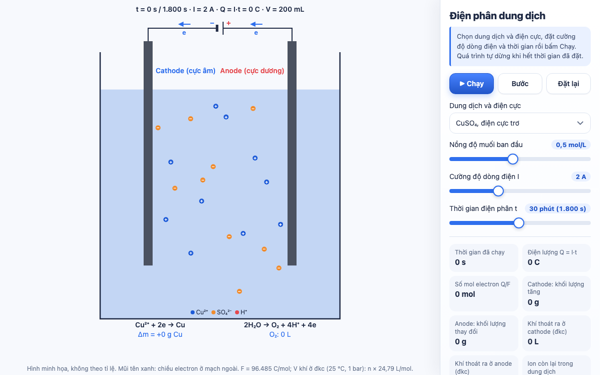 t = 0 s / 1.800 s · I = 2 A · Q = I·t = 0 C · V = 200 mL
− +
e e
Cathode (cực âm) Anode (cực dương)
Cu²⁺ SO₄²⁻ H⁺
Cu²⁺ + 2e → Cu
Δm = +0 g Cu
2H₂O → O₂ + 4H⁺ + 4e
O₂: 0 L
Hình minh họa, không theo tỉ lệ. Mũi tên xanh: chiều electron ở mạch ngoài. F = 96.485 C/mol, V khí ở đkc (25 °C, 1 bar): n × 24,79 L/mol.
Điện phân dung dịch
Chọn dung dịch và điện cực, đặt cường
độ dòng điện và thời gian rồi bấm Chạy.
Quá trình tự dừng khi hết thời gian đã đặt.
Chạy Bước Đặt lại
Dung dịch và điện cực
CuSO₄, điện cực trơ
Nồng độ muối ban đầu 0,5 mol/L
Cường độ dòng điện I 2 A
Thời gian điện phân t 30 phút (1.800 s)
Thời gian đã chạy
0 s
Điện lượng Q = I·t
0 C
Số mol electron Q/F
0 mol
Cathode: khối lượng
tăng
0 g
Anode: khối lượng
thay đổi
0 g
Khí thoát ra ở
cathode (đkc)
0 L
Khí thoát ra ở anode
(đkc)
Ion còn lại trong
dung dịch